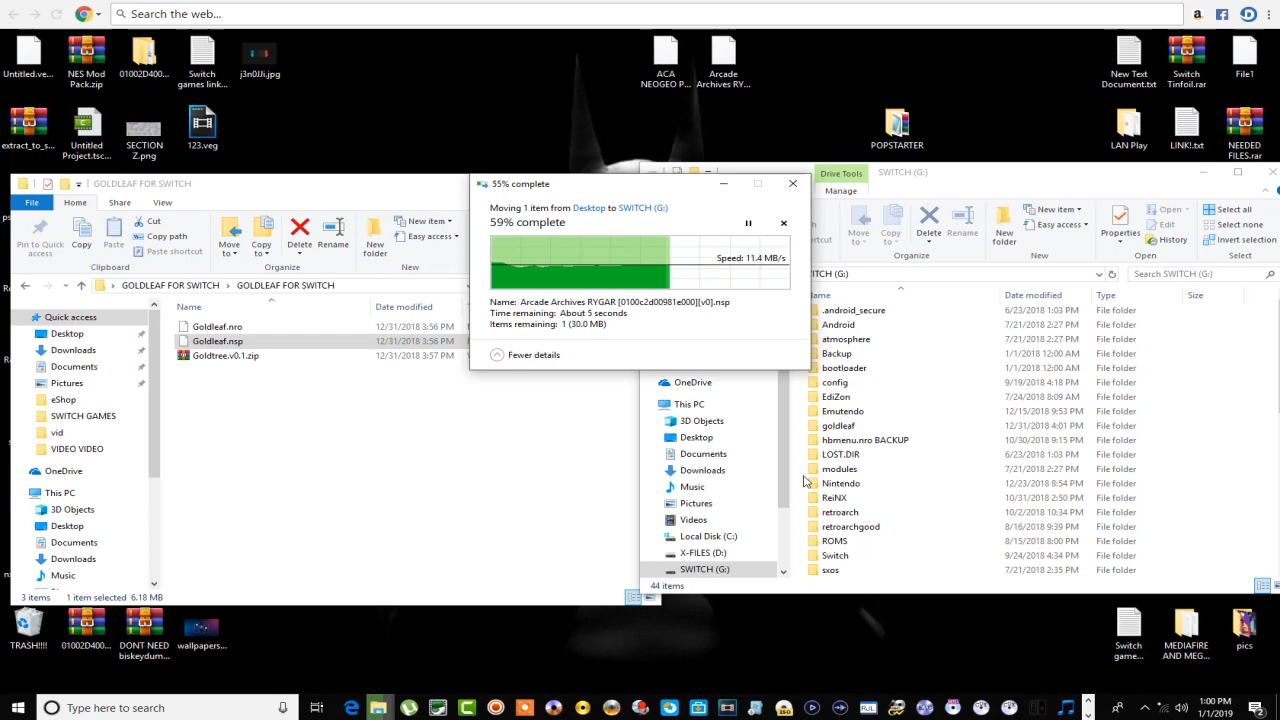 Search the web...
Untitled.ve...
NES Mod
Pack.zip
01002D400...
Switch
games link...
j3n0JJi.jpg
ACA
NEOGEO P...
Arcade
Archives RY...
New Text
Document.txt
Switch
Tinfoil.rar
File1
extract_to_s...
Untitled
Project.tsc...
SECTION
Z.png
123.veg
POPSTARTER
LAN Play
LINK!.txt
NEEDED
FILES.rar
GOLDLEAF FOR SWITCH
File
Home
Share
View
Pin to Quick
access
Copy
Paste
Cut
Copy path
Paste shortcut
Clipboard
Move
to
Copy
to
Delete
Rename
Organize
New
folder
New item
Easy access
New
GOLDLEAF FOR SWITCH
GOLDLEAF FOR SWITCH
Quick access
Desktop
Downloads
Documents
Pictures
eShop
SWITCH GAMES
vid
VIDEO VIDEO
OneDrive
This PC
3D Objects
Desktop
Documents
Downloads
Music
Name
Date modified
Goldleaf.nro 12/31/2018 3:56 PM
Goldleaf.nsp 12/31/2018 3:56 PM
Goldtree.v0.1.zip 12/31/2018 3:57 PM
3 items
1 item selected 6.18 MB
55% complete
Moving 1 item from Desktop to SWITCH (G:)
59% complete
Speed: 11.4 MB/s
Name: Arcade Archives RYGAR [0100c2d00981e000][v0].nsp
Time remaining: About 5 seconds
Items remaining: 1 (30.0 MB)
Fewer details
Drive Tools
Manage
SWITCH (G:)
Move
to
Copy
to
Delete
Rename
Organize
New
folder
New item
Easy access
New
Properties
Open
Edit
History
Open
Select all
Select none
Invert selection
Select
Search SWITCH (G:)
OneDrive
This PC
3D Objects
Desktop
Documents
Downloads
Music
Pictures
Videos
Local Disk (C:)
X-FILES (D:)
SWITCH (G:)
Date modified
Type
Size
.android_secure 6/23/2018 1:03 PM File folder
Android 7/21/2018 2:27 PM File folder
atmosphere 7/21/2018 2:39 PM File folder
Backup 1/1/2018 12:00 AM File folder
bootloader 1/1/2018 12:00 AM File folder
config 9/19/2018 4:18 PM File folder
EdiZon 7/24/2018 8:09 AM File folder
Emutendo 12/15/2018 9:53 PM File folder
goldleaf 12/31/2018 4:01 PM File folder
hbmenu.nro BACKUP 10/30/2018 9:15 PM File folder
LOST.DIR 6/23/2018 1:03 PM File folder
modules 7/21/2018 2:27 PM File folder
Nintendo 12/23/2018 8:54 PM File folder
ReiNX 10/31/2018 2:50 PM File folder
retroarch 10/2/2018 10:34 PM File folder
retroarchgood 8/16/2018 9:39 PM File folder
ROMS 8/15/2018 8:00 PM File folder
Switch 9/24/2018 4:34 PM File folder
sxos 7/21/2018 2:35 PM File folder
44 items
TRASH!!!!
01002D400...
DONT NEED
biskeydum...
wallpapers...
Switch
game...
MEDIAFIRE
AND MEG...
pics
Type here to search
1:00 PM
1/1/2019